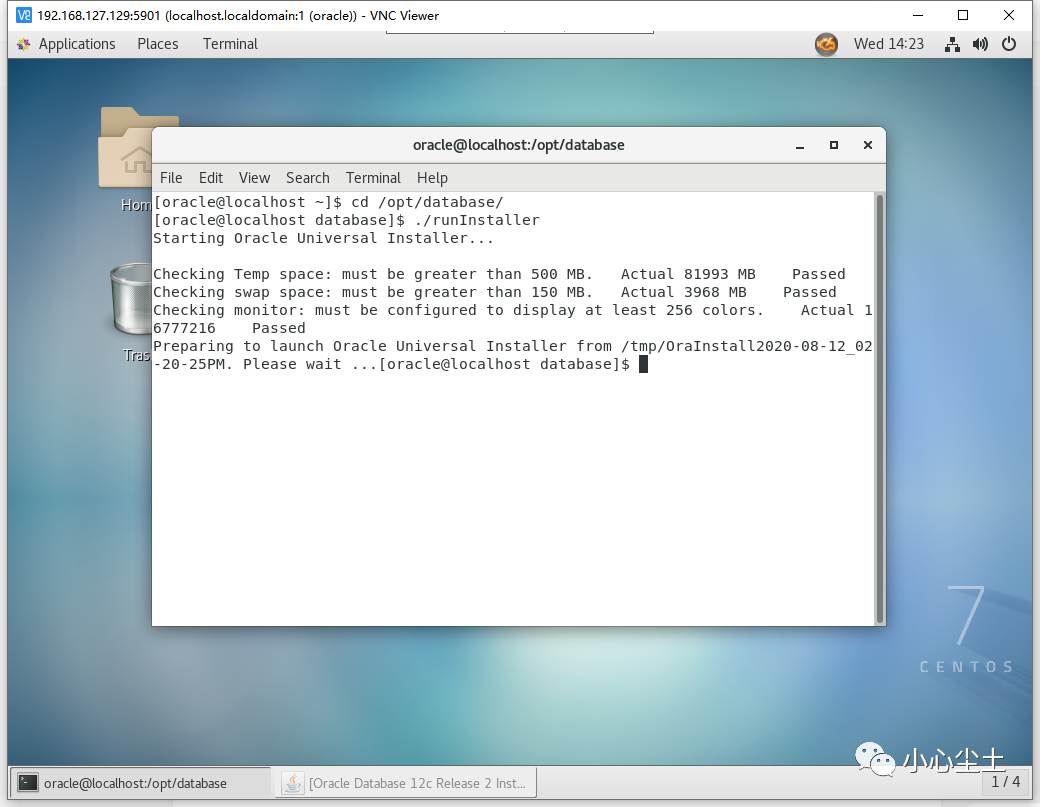 192.168.127.129:5901 (localhost.localdomain:1 (oracle)) - VNC Viewer
Applications Places Terminal Wed 14:23
oracle@localhost:/opt/database
File Edit View Search Terminal Help
[oracle@localhost ~]$ cd /opt/database/
[oracle@localhost database]$ ./runInstaller
Starting Oracle Universal Installer...
Checking Temp space: must be greater than 500 MB.   Actual 81993 MB    Passed
Checking swap space: must be greater than 150 MB.   Actual 3968 MB    Passed
Checking monitor: must be configured to display at least 256 colors.    Actual 1
6777216    Passed
Preparing to launch Oracle Universal Installer from /tmp/OraInstall2020-08-12_02
-20-25PM. Please wait ...[oracle@localhost database]$
Hom
Tras
7
CENTOS
小心尘土
oracle@localhost:/opt/database
[Oracle Database 12c Release 2 Inst...
1 / 4